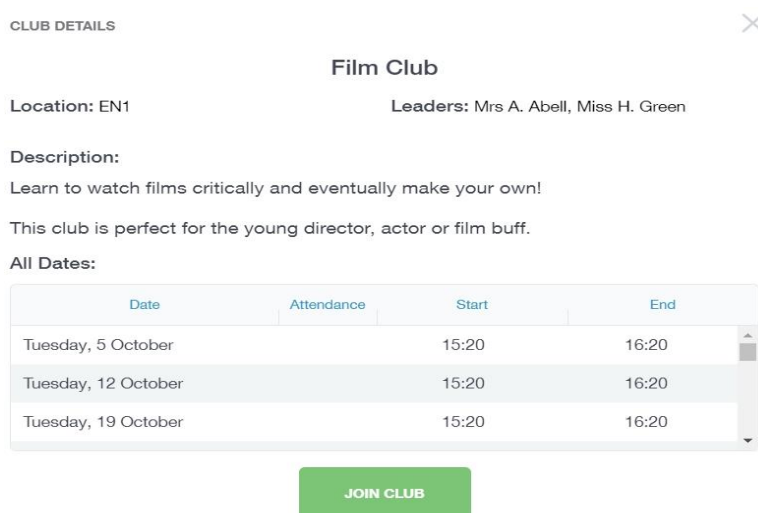 CLUB DETAILS
Film Club
Location: EN1 Leaders: Mrs A. Abell, Miss H. Green
Description:
Learn to watch films critically and eventually make your own!
This club is perfect for the young director, actor or film buff.
All Dates:
Date Attendance Start End
Tuesday, 5 October 15:20 16:20
Tuesday, 12 October 15:20 16:20
Tuesday, 19 October 15:20 16:20
JOIN CLUB